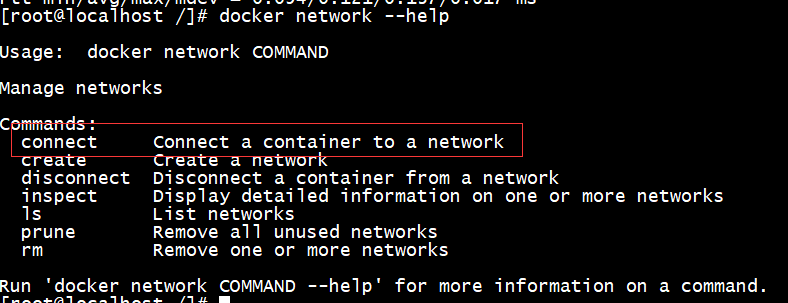 rtt min/avg/max/mdev = 0.094/0.121/0.157/0.017 ms
[root@localhost /]# docker network --help
Usage:  docker network COMMAND
Manage networks
Commands:
  connect     Connect a container to a network
  create      Create a network
  disconnect  Disconnect a container from a network
  inspect     Display detailed information on one or more networks
  ls          List networks
  prune       Remove all unused networks
  rm          Remove one or more networks
Run 'docker network COMMAND --help' for more information on a command.
[root@localhost /]#